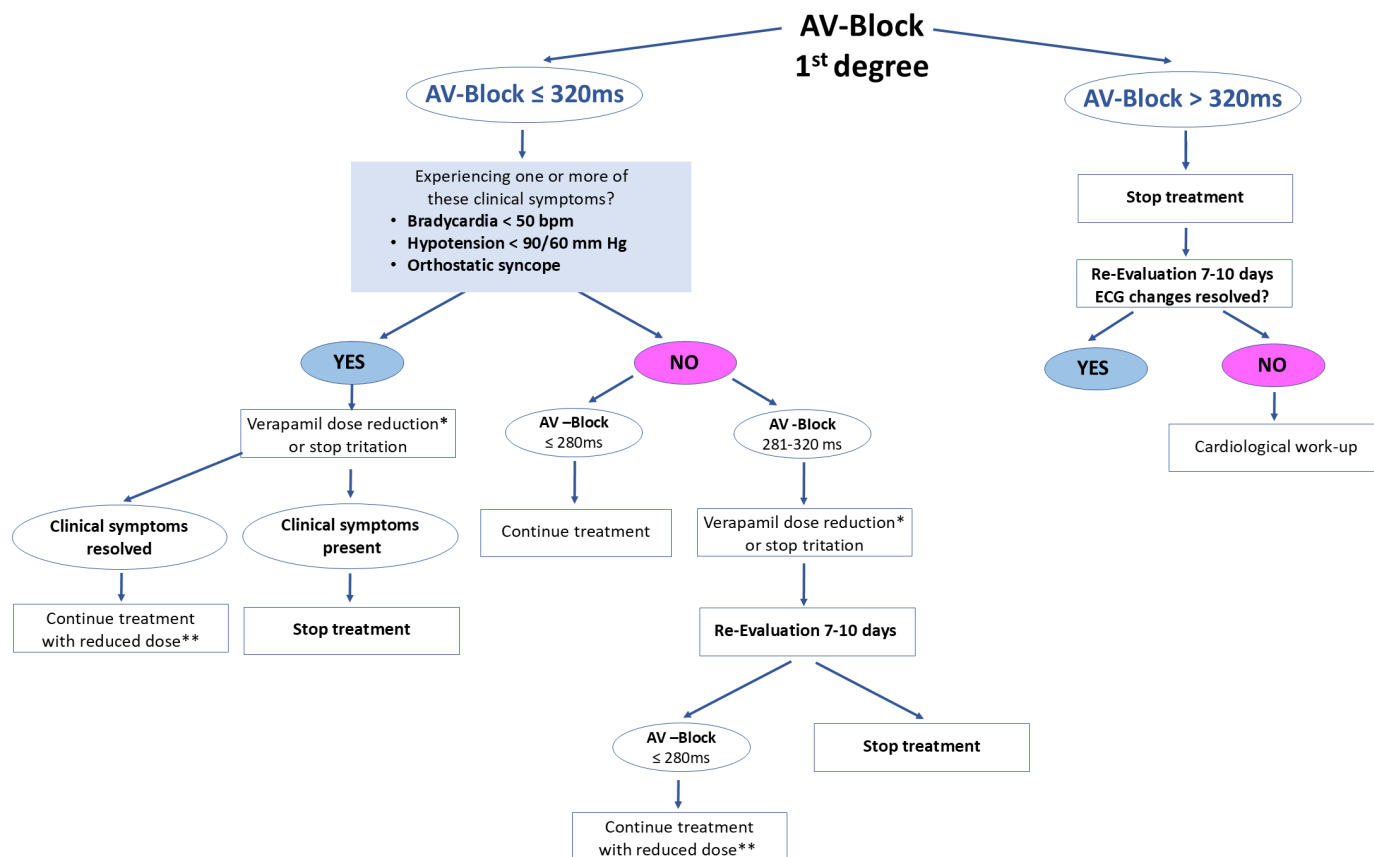 AV-Block
1st degree
AV-Block ≤ 320ms
AV-Block > 320ms
Experiencing one or more of
these clinical symptoms?
• Bradycardia < 50 bpm
• Hypotension < 90/60 mm Hg
• Orthostatic syncope
Stop treatment
Re-Evaluation 7-10 days
ECG changes resolved?
YES
NO
YES
NO
Verapamil dose reduction*
or stop tritation
AV –Block
≤ 280ms
AV -Block
281-320 ms
Cardiological work-up
Clinical symptoms
resolved
Clinical symptoms
present
Continue treatment
Verapamil dose reduction*
or stop tritation
Continue treatment
with reduced dose**
Stop treatment
Re-Evaluation 7-10 days
AV –Block
≤ 280ms
Stop treatment
Continue treatment
with reduced dose**